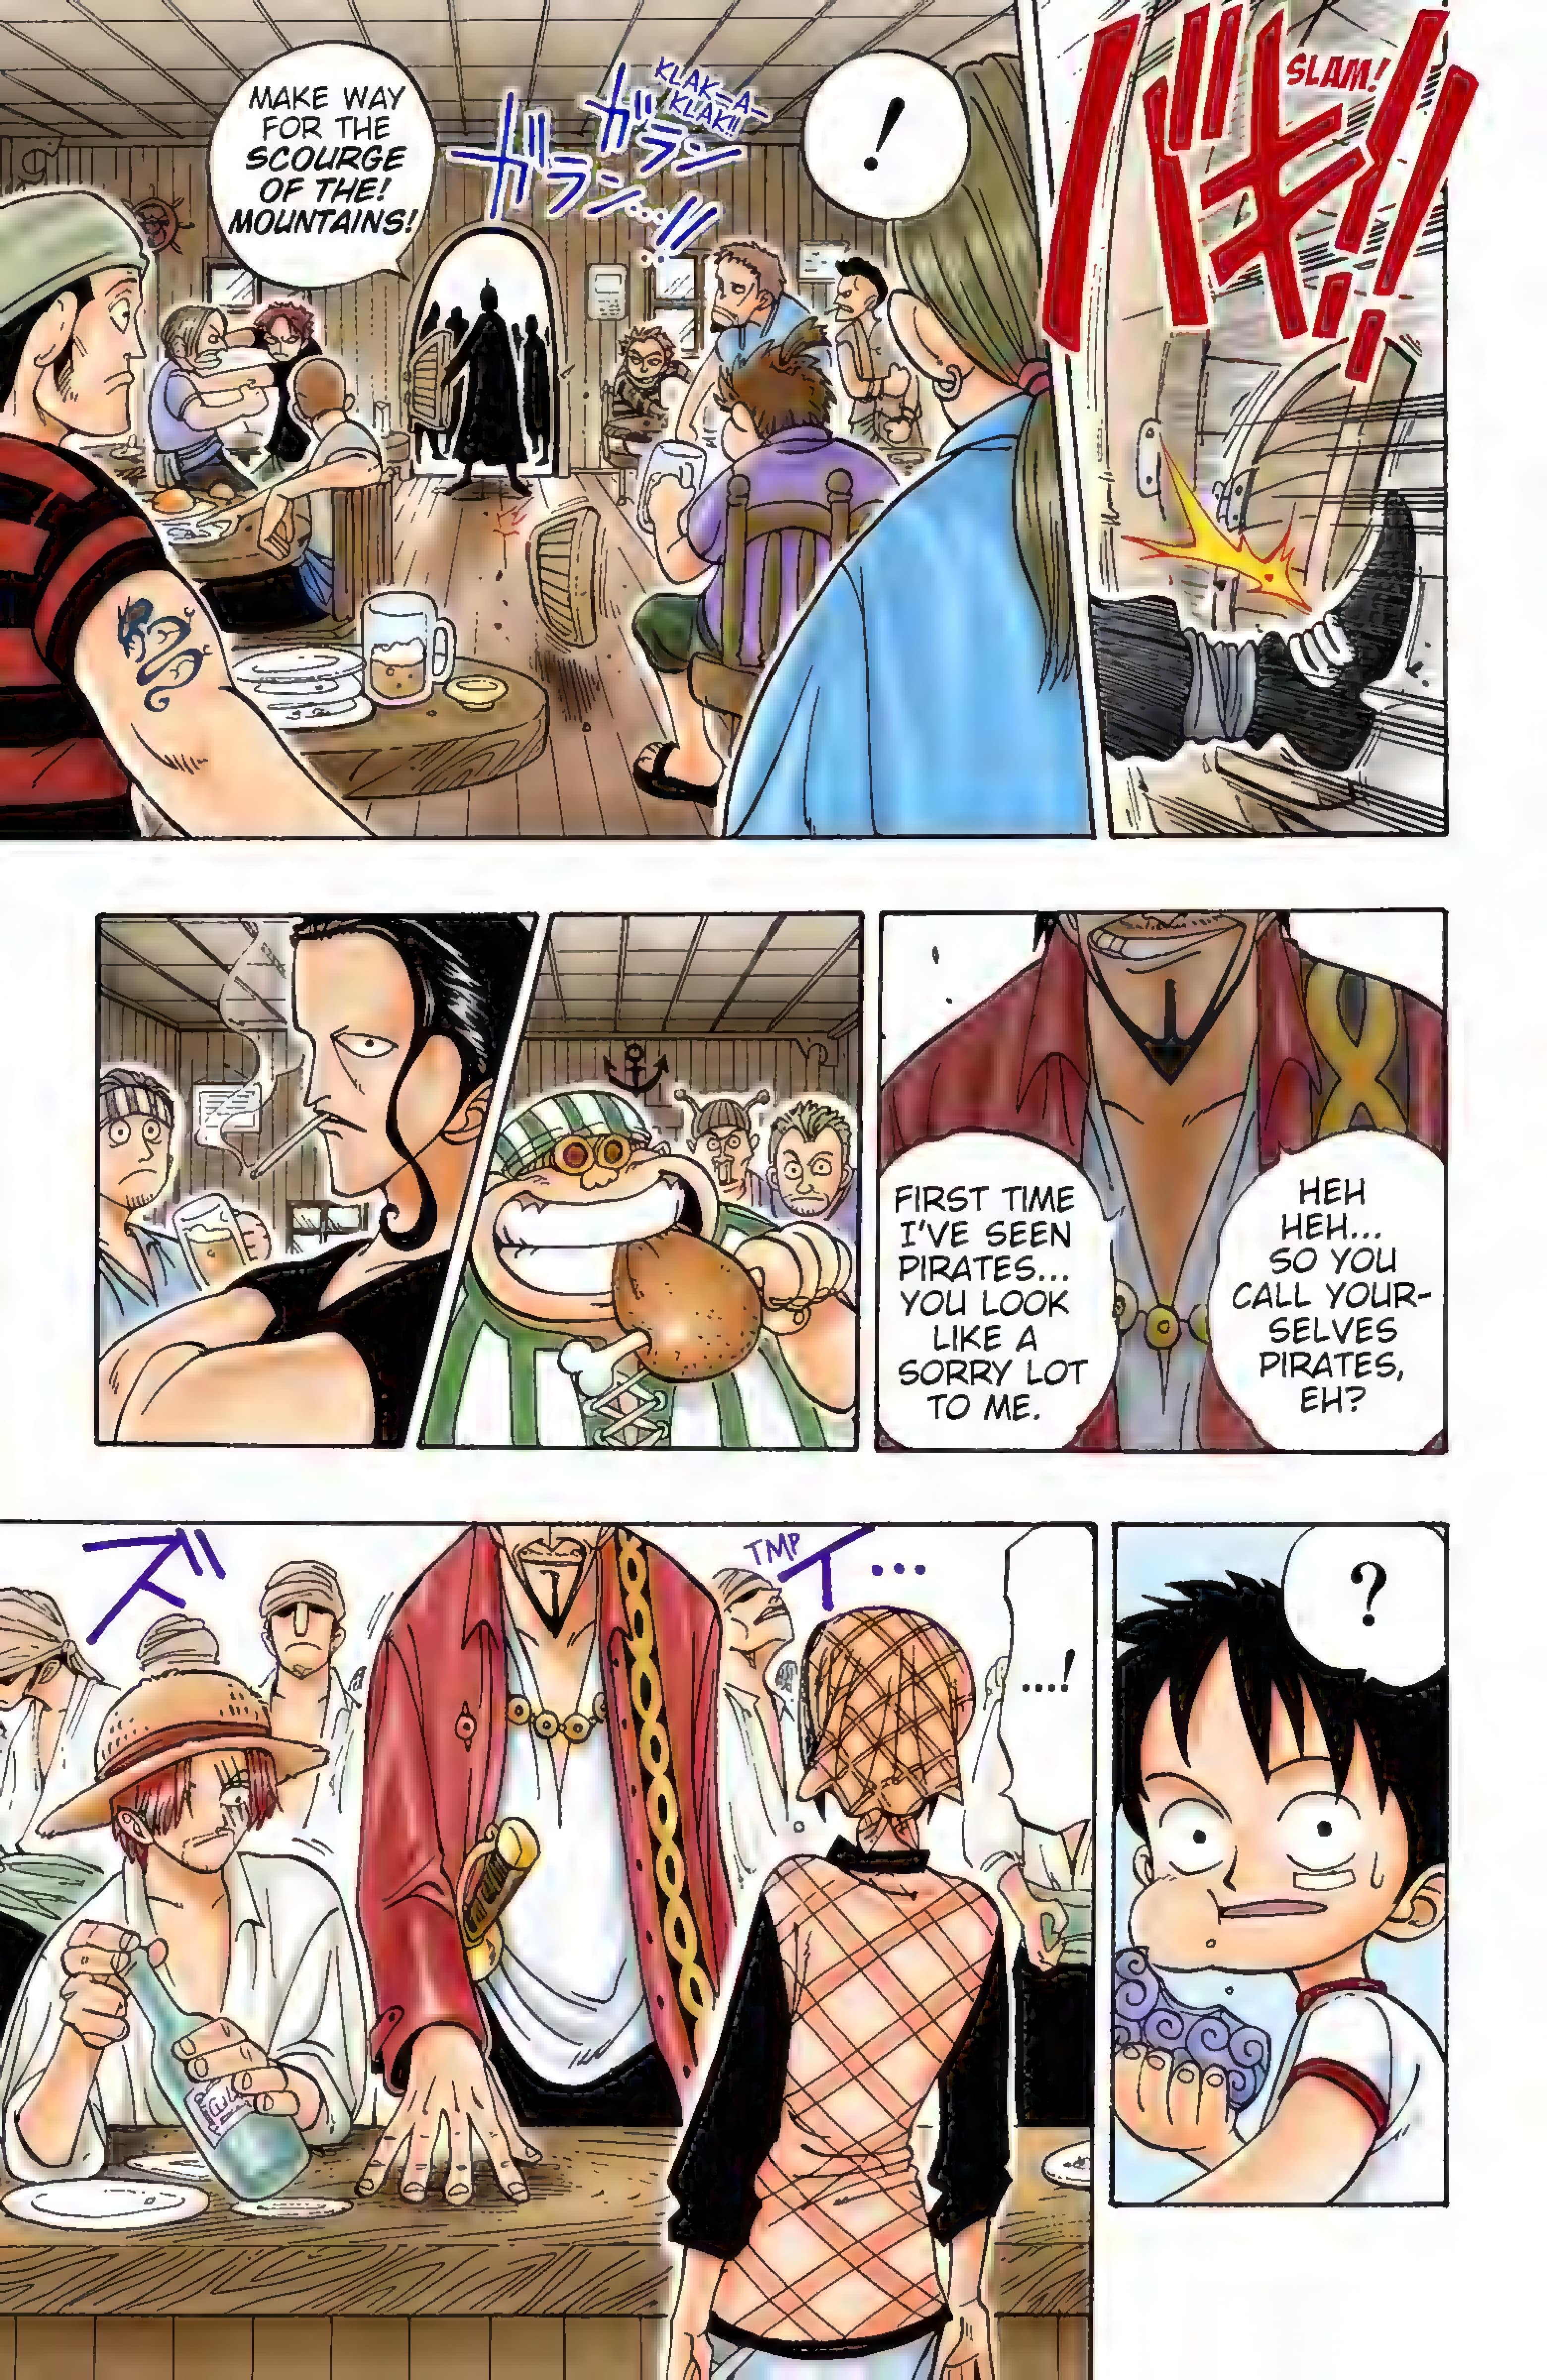 SLAM!
バキッ!!
!
KLAK-A-
KLAK!!
ガラン
ガラン…!!
MAKE WAY
FOR THE
SCOURGE
OF THE!
MOUNTAINS!
HEH
HEH...
SO YOU
CALL YOUR-
SELVES
PIRATES,
EH?
FIRST TIME
I'VE SEEN
PIRATES...
YOU LOOK
LIKE A
SORRY LOT
TO ME.
?
....!
TMP
ズイ…